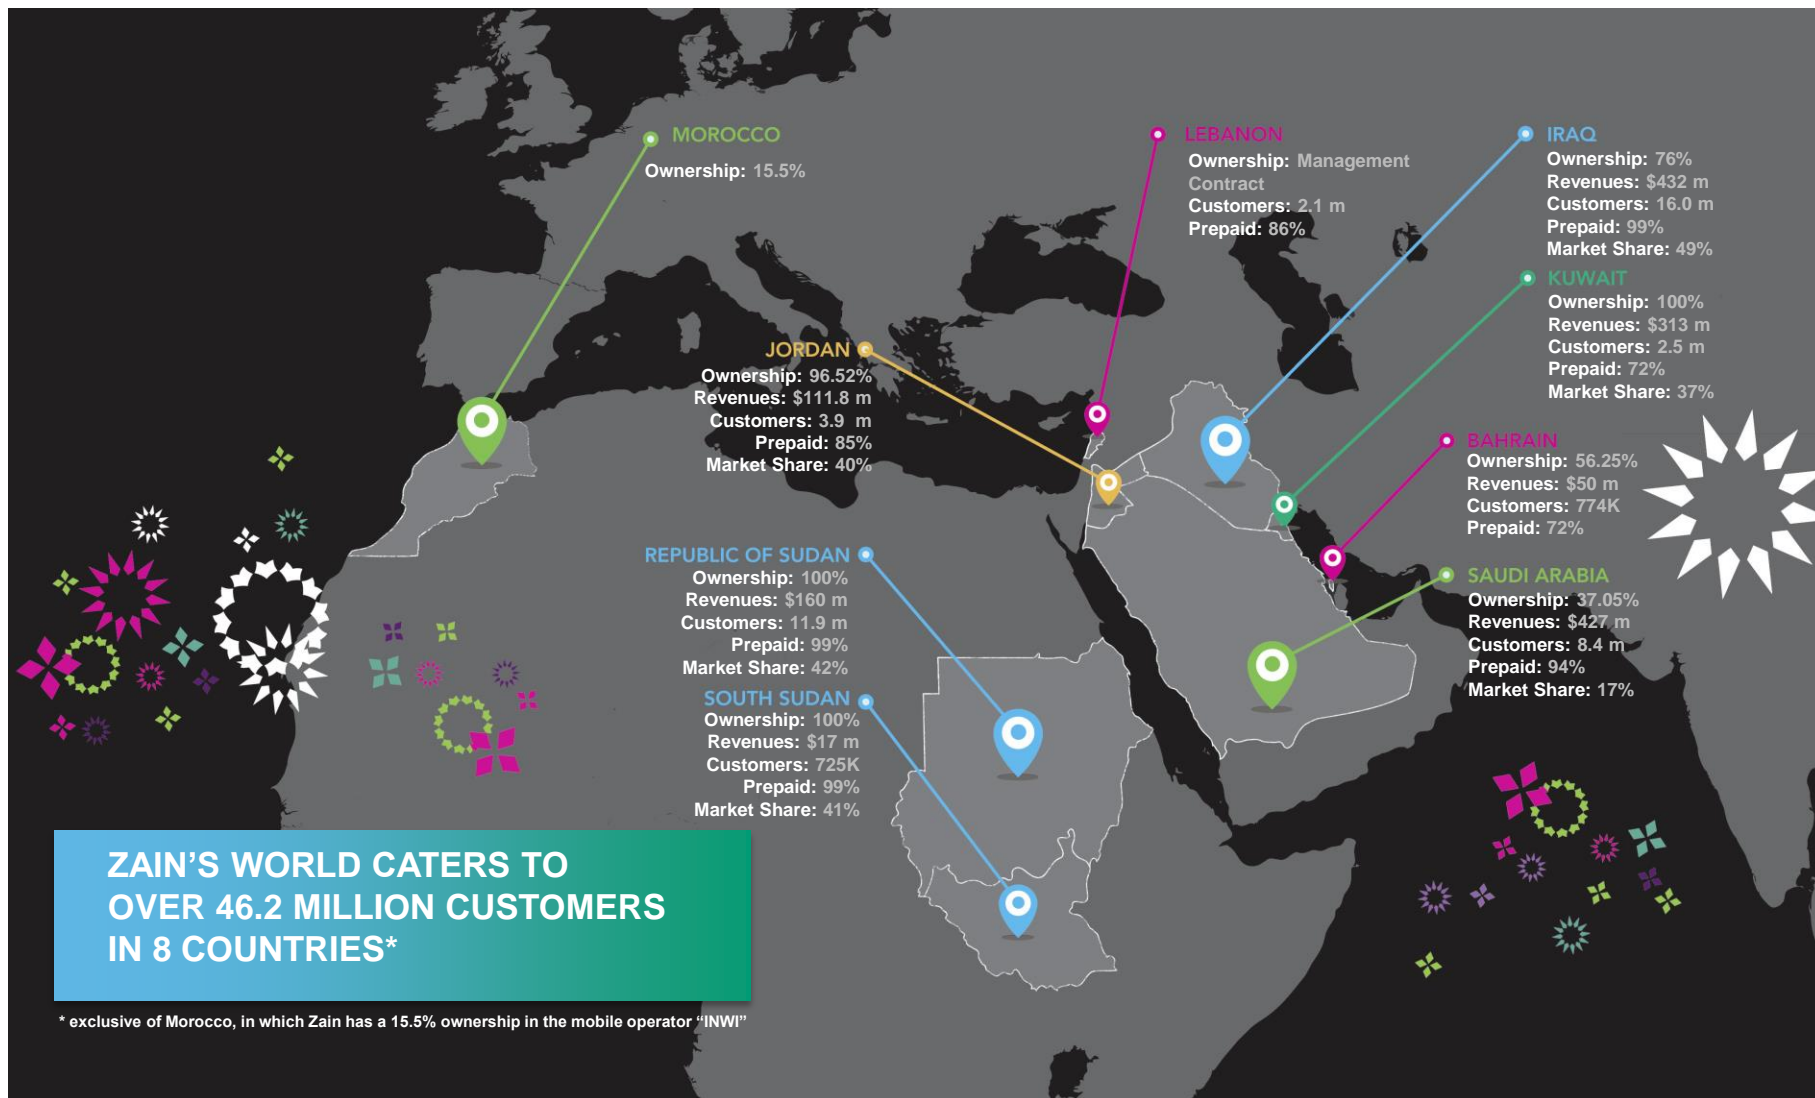 MOROCCO
Ownership: 15.5%
LEBANON
Ownership: Management
Contract
Customers: 2.1 m
Prepaid: 86%
IRAQ
Ownership: 76%
Revenues: $432 m
Customers: 16.0 m
Prepaid: 99%
Market Share: 49%
KUWAIT
Ownership: 100%
Revenues: $313 m
Customers: 2.5 m
Prepaid: 72%
Market Share: 37%
JORDAN
Ownership: 96.52%
Revenues: $111.8 m
Customers: 3.9 m
Prepaid: 85%
Market Share: 40%
BAHRAIN
Ownership: 56.25%
Revenues: $50 m
Customers: 774K
Prepaid: 72%
REPUBLIC OF SUDAN
Ownership: 100%
Revenues: $160 m
Customers: 11.9 m
Prepaid: 99%
Market Share: 42%
SAUDI ARABIA
Ownership: 37.05%
Revenues: $427 m
Customers: 8.4 m
Prepaid: 94%
Market Share: 17%
SOUTH SUDAN
Ownership: 100%
Revenues: $17 m
Customers: 725K
Prepaid: 99%
Market Share: 41%
ZAIN’S WORLD CATERS TO
OVER 46.2 MILLION CUSTOMERS
IN 8 COUNTRIES*
* exclusive of Morocco, in which Zain has a 15.5% ownership in the mobile operator “INWI”